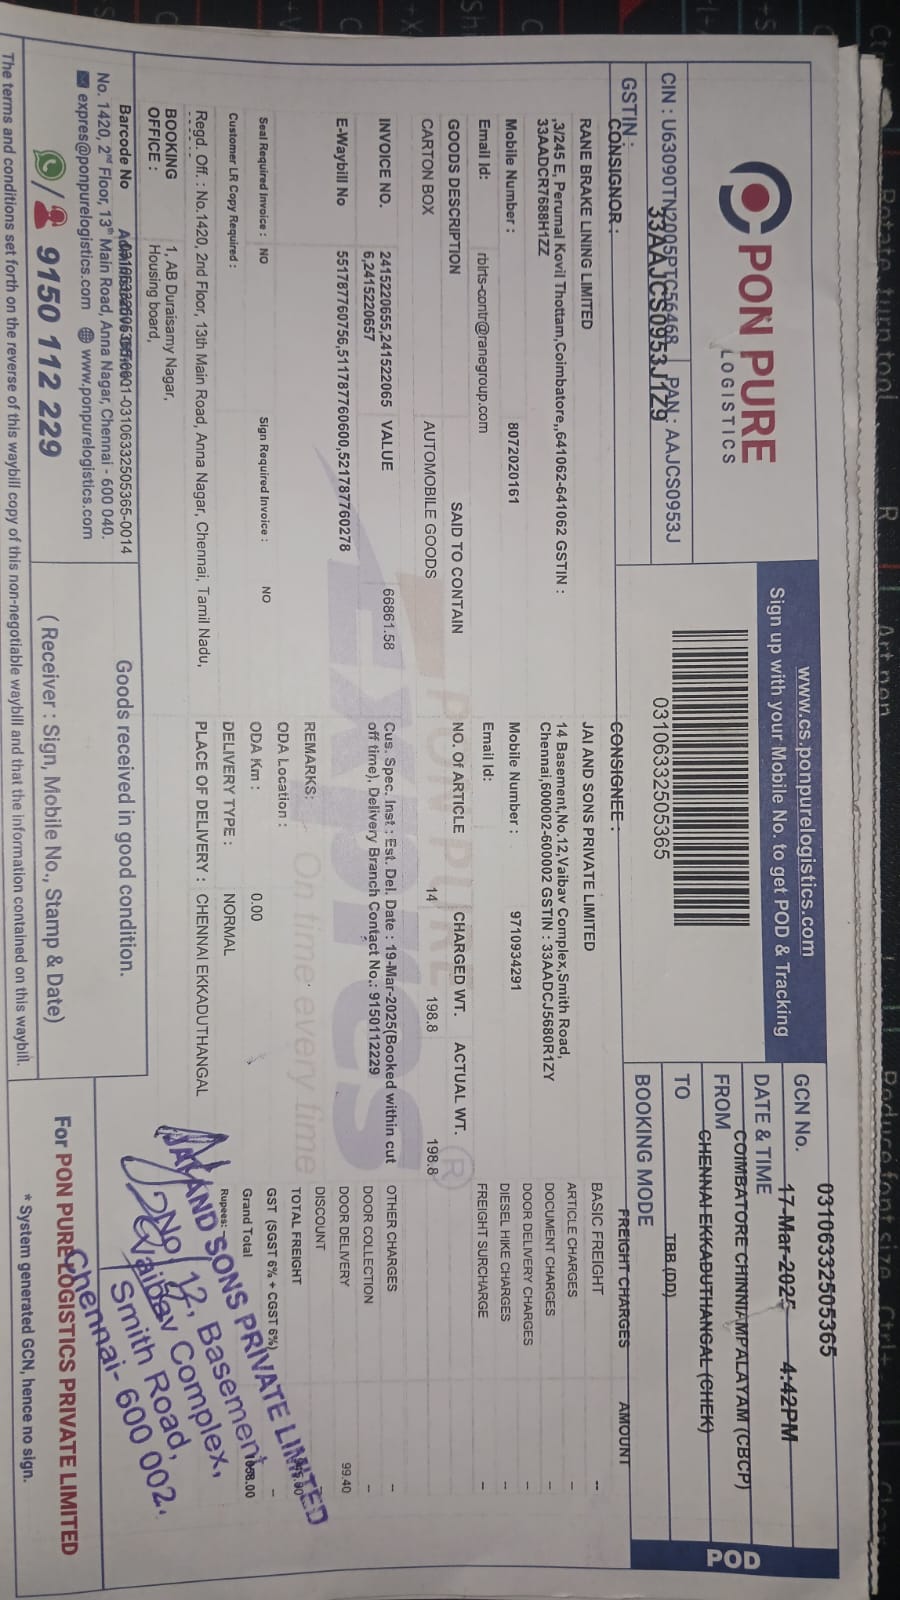 PON PURE
LOGISTICS
CIN : U63090TN2005PTC56468 PAN : AAJCS0953J
GSTIN : 33AAJCS0953J1Z9
www.cs.ponpurelogistics.com
Sign up with your Mobile No. to get POD & Tracking
0310633250​5365
GCN No. 03106332505365
DATE & TIME 17-Mar-2025 4:42PM
FROM COIMBATORE CHINNIAMPALAYAM (CBCP)
TO CHENNAI EKKADUTHANGAL (CHEK)
BOOKING MODE TBB (DD)
POD
CONSIGNOR :
RANE BRAKE LINING LIMITED
,3/245 E, Perumal Kovil Thottam,Coimbatore,,641062-641062 GSTIN :
33AADCR7688H1ZZ
Mobile Number : 8072020161
Email Id: rblrts-contr@ranegroup.com
CONSIGNEE :
JAI AND SONS PRIVATE LIMITED
14 Basement,No.12,Vaibav Complex,Smith Road,
Chennai,600002-600002 GSTIN : 33AADCJ5680R1ZY
Mobile Number : 9710934291
Email Id:
GOODS DESCRIPTION SAID TO CONTAIN NO. Of ARTICLE CHARGED WT. ACTUAL WT.
CARTON BOX AUTOMOBILE GOODS 14 198.8 198.8
INVOICE NO. 2415220655,241522065
6,2415220657
VALUE 66861.58
E-Waybill No 551787760756,511787760600,521787760278
Cus. Spec. Inst : Est. Del. Date : 19-Mar-2025(Booked within cut
off time), Delivery Branch Contact No.: 9150112229
REMARKS:
ODA Location :
ODA Km : 0.00
Seal Required Invoice : NO Sign Required Invoice : NO
Customer LR Copy Required :
DELIVERY TYPE : NORMAL
PLACE OF DELIVERY : CHENNAI EKKADUTHANGAL
Regd. Off. : No.1420, 2nd Floor, 13th Main Road, Anna Nagar, Chennai, Tamil Nadu,
BOOKING OFFICE : 1, AB Duraisamy Nagar,
Housing board,
FREIGHT CHARGES AMOUNT
BASIC FREIGHT --
ARTICLE CHARGES -
DOCUMENT CHARGES -
DOOR DELIVERY CHARGES -
DIESEL HIKE CHARGES -
FREIGHT SURCHARGE -
OTHER CHARGES -
DOOR COLLECTION -
DOOR DELIVERY 99.40
DISCOUNT
TOTAL FREIGHT
GST (SGST 6% + CGST 6%) -
Grand Total
Rupees:
PON PURE
Express
On time every time
Barcode No
No. 1420, 2nd Floor, 13th Main Road, Anna Nagar, Chennai - 600 040.
expres@ponpurelogistics.com www.ponpurelogistics.com
9150 112 229
Goods received in good condition.
( Receiver : Sign, Mobile No., Stamp & Date)
JAI AND SONS PRIVATE LIMITED
No 12, Basement,
Vaibav Complex,
Smith Road,
Chennai- 600 002.
For PON PURE LOGISTICS PRIVATE LIMITED
* System generated GCN, hence no sign.
The terms and conditions set forth on the reverse of this waybill copy of this non-negotiable waybill and that the information contained on this waybill.